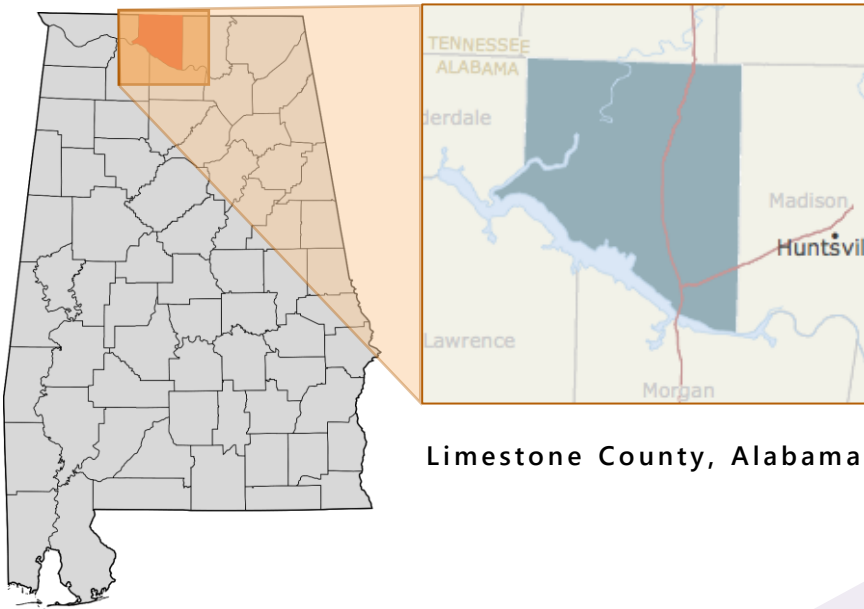 TENNESSEE
ALABAMA
derdale
Madison
Huntsvil
Lawrence
Morgan
Limestone County, Alabama